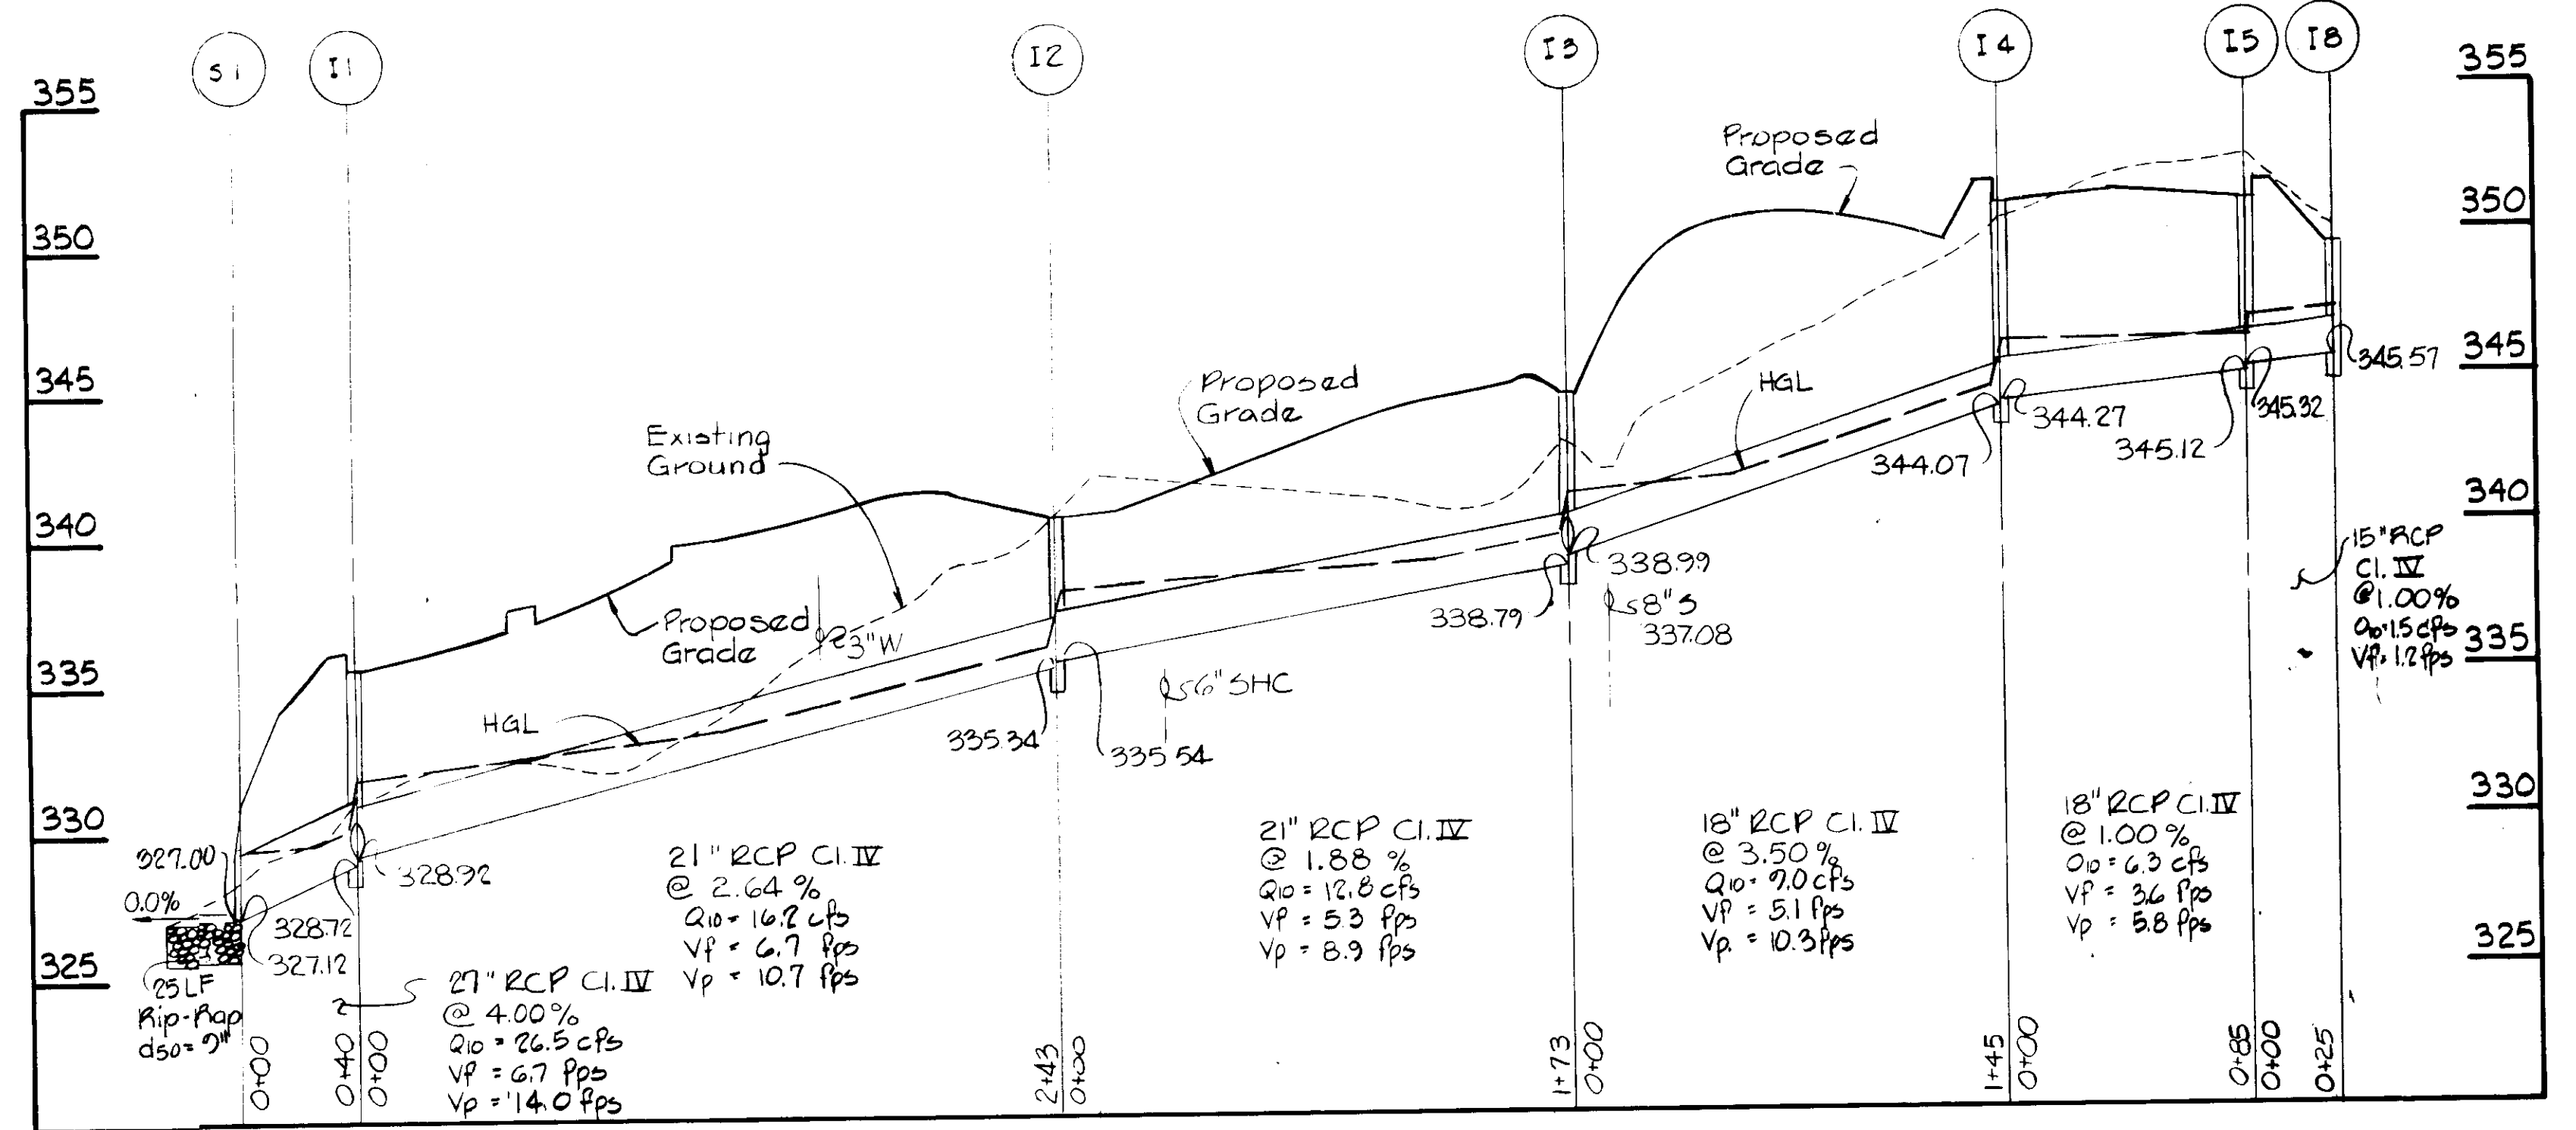 S1
I1
I2
I3
I4
I5
I8
355
355
350
350
345
345
340
340
335
335
330
330
325
325
Proposed
Grade
Proposed
Grade
Existing
Ground
Proposed
Grade
HGL
HGL
3"W
6" SHC
8" S
337.08
327.00
0.0%
328.72
327.12
328.92
335.34
335.54
338.79
338.99
344.07
344.27
345.12
345.32
345.57
25 LF
Rip-Rap
d50 = 9"
27" RCP Cl. IV
@ 4.00%
Q10 = 26.5 cfs
Vf = 6.7 fps
Vp = 14.0 fps
21" RCP Cl. IV
@ 2.64 %
Q10 = 16.2 cfs
Vf = 6.7 fps
Vp = 10.7 fps
21" RCP Cl. IV
@ 1.88 %
Q10 = 12.8 cfs
Vf = 5.3 fps
Vp = 8.9 fps
18" RCP Cl. IV
@ 3.50 %
Q10 = 9.0 cfs
Vf = 5.1 fps
Vp. = 10.3 fps
18" RCP Cl. IV
@ 1.00 %
Q10 = 6.3 cfs
Vf = 3.6 fps
Vp = 5.8 fps
15" RCP
Cl. IV
@ 1.00%
Q10 = 1.5 cfs
Vf = 1.2 fps
0+00
0+40
0+00
2+43
0+00
1+73
0+00
1+45
0+00
0+85
0+00
0+25